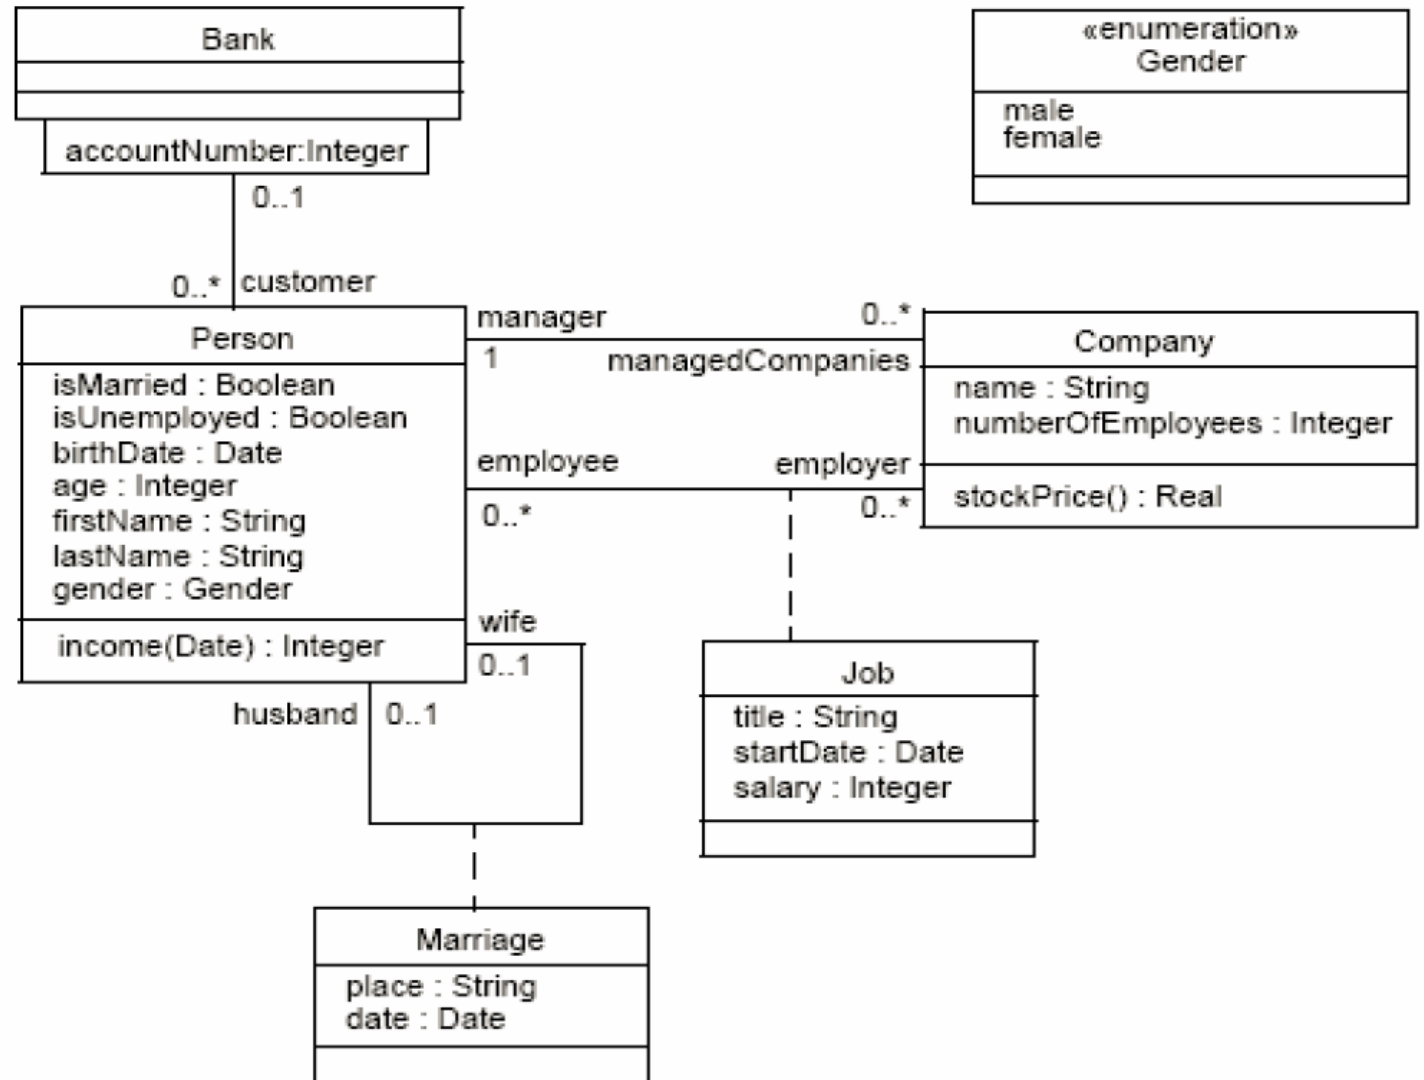 Bank
accountNumber:Integer
0..1
0..* customer
«enumeration»
Gender
male
female
Person
isMarried : Boolean
isUnemployed : Boolean
birthDate : Date
age : Integer
firstName : String
lastName : String
gender : Gender
income(Date) : Integer
manager
1
0..*
managedCompanies
employee
0..*
employer
0..*
Company
name : String
numberOfEmployees : Integer
stockPrice() : Real
wife
0..1
husband
0..1
Job
title : String
startDate : Date
salary : Integer
Marriage
place : String
date : Date